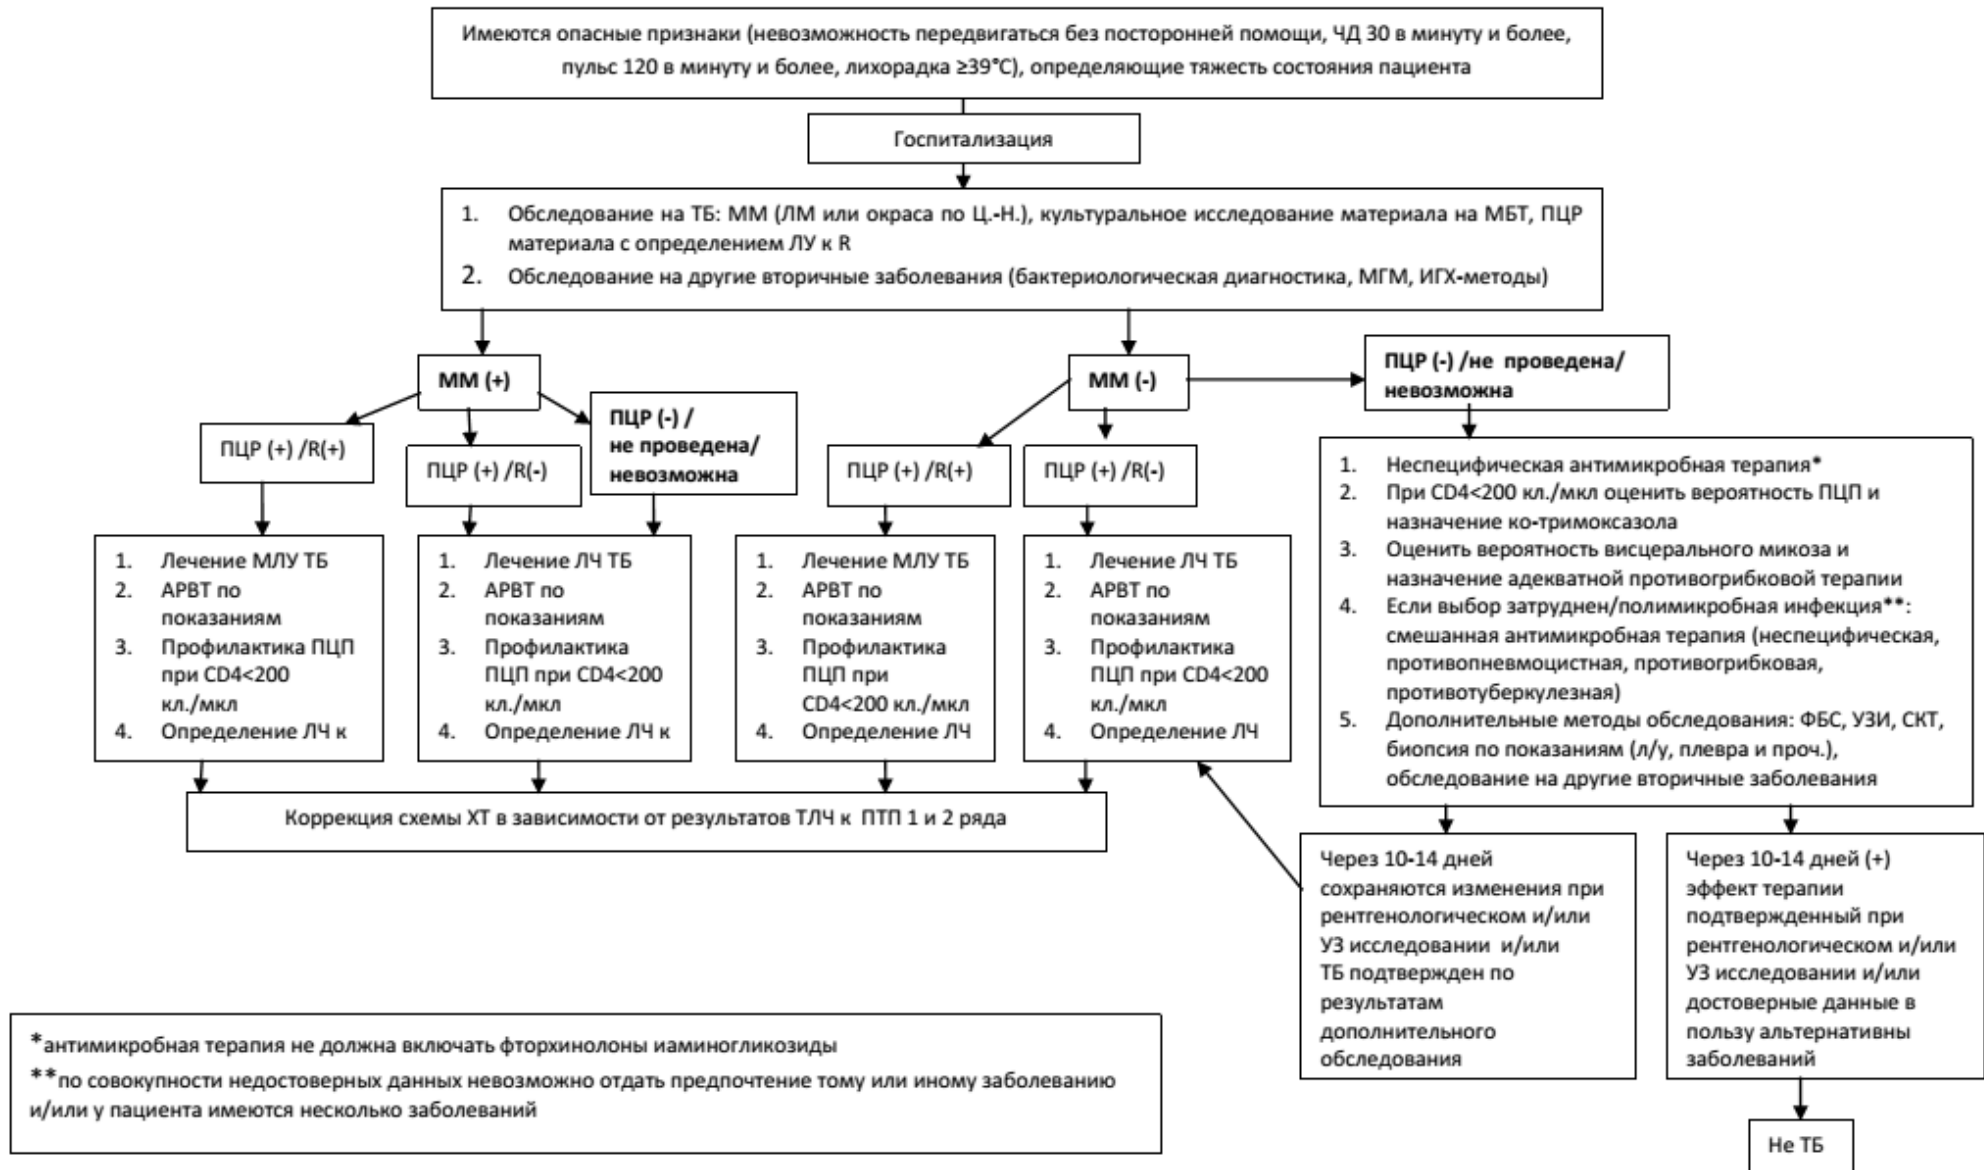 Имеются опасные признаки (невозможность передвигаться без посторонней помощи, ЧД 30 в минуту и более,
пульс 120 в минуту и более, лихорадка ≥39°С), определяющие тяжесть состояния пациента
Госпитализация
1. Обследование на ТБ: ММ (ЛМ или окраса по Ц.-Н.), культуральное исследование материала на МБТ, ПЦР
материала с определением ЛУ к R
2. Обследование на другие вторичные заболевания (бактериологическая диагностика, МГМ, ИГХ-методы)
ММ (+)
ММ (-)
ПЦР (-) /не проведена/
невозможна
ПЦР (+) /R(+)
ПЦР (+) /R(-)
ПЦР (-) /
не проведена/
невозможна
ПЦР (+) /R(+)
ПЦР (+) /R(-)
1. Лечение МЛУ ТБ
2. АРВТ по
показаниям
3. Профилактика ПЦП
при CD4<200
кл./мкл
4. Определение ЛЧ к
1. Лечение ЛЧ ТБ
2. АРВТ по
показаниям
3. Профилактика
ПЦП при CD4<200
кл./мкл
4. Определение ЛЧ к
1. Лечение МЛУ ТБ
2. АРВТ по
показаниям
3. Профилактика
ПЦП при
CD4<200 кл./мкл
4. Определение ЛЧ
1. Лечение ЛЧ ТБ
2. АРВТ по
показаниям
3. Профилактика
ПЦП при CD4<200
кл./мкл
4. Определение ЛЧ
1. Неспецифическая антимикробная терапия*
2. При CD4<200 кл./мкл оценить вероятность ПЦП и
назначение ко-тримоксазола
3. Оценить вероятность висцерального микоза и
назначение адекватной противогрибковой терапии
4. Если выбор затруднен/полимикробная инфекция**:
смешанная антимикробная терапия (неспецифическая,
противопневмоцистная, противогрибковая,
противотуберкулезная)
5. Дополнительные методы обследования: ФБС, УЗИ, СКТ,
биопсия по показаниям (л/у, плевра и проч.),
обследование на другие вторичные заболевания
Коррекция схемы ХТ в зависимости от результатов ТЛЧ к ПТП 1 и 2 ряда
Через 10-14 дней
сохраняются изменения при
рентгенологическом и/или
УЗ исследовании и/или
ТБ подтвержден по
результатам
дополнительного
обследования
Через 10-14 дней (+)
эффект терапии
подтвержденный при
рентгенологическом и/или
УЗ исследовании и/или
достоверные данные в
пользу альтернативны
заболеваний
Не ТБ
*антимикробная терапия не должна включать фторхинолоны иаминогликозиды
**по совокупности недостоверных данных невозможно отдать предпочтение тому или иному заболеванию
и/или у пациента имеются несколько заболеваний